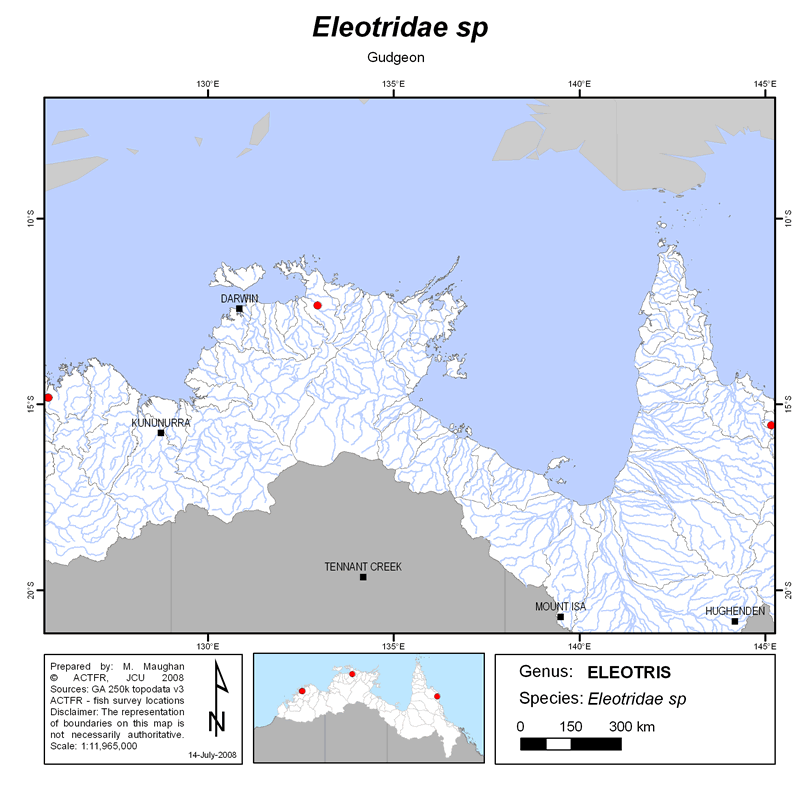 Eleotridae sp
Gudgeon
130°E 135°E 140°E 145°E
10°S 10°S
DARWIN
15°S 15°S
KUNUNURRA
TENNANT CREEK
20°S 20°S
MOUNT ISA
HUGHENDEN
130°E 135°E 140°E 145°E
Prepared by: M. Maughan
© ACTFR, JCU 2008
Sources: GA 250k topodata v3
ACTFR - fish survey locations
Disclaimer: The representation
of boundaries on this map is
not necessarily authoritative.
Scale: 1:11,965,000
N
14-July-2008
Genus: ELEOTRIS
Species: Eleotridae sp
0 150 300 km